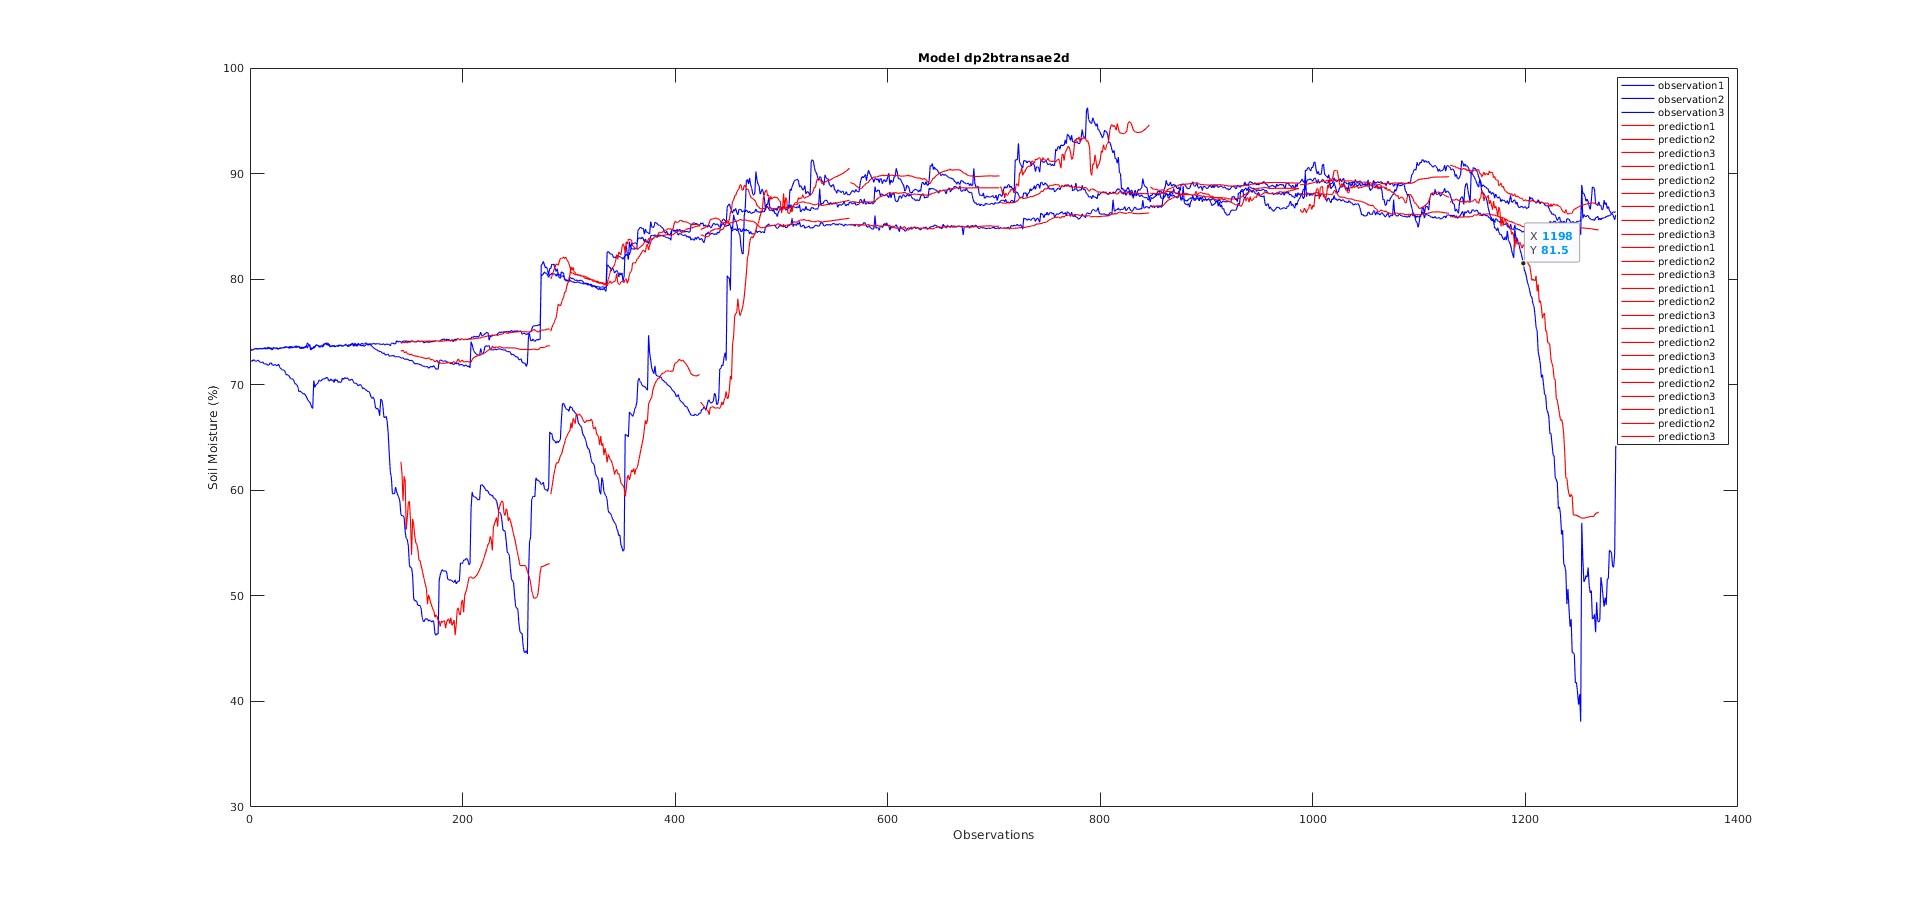 Model dp2btransae2d
100
90
80
70
60
50
40
30
Soil Moisture (%)
0 200 400 600 800 1000 1200 1400
Observations
X 1198
Y 81.5
observation1
observation2
observation3
prediction1
prediction2
prediction3
prediction1
prediction2
prediction3
prediction1
prediction2
prediction3
prediction1
prediction2
prediction3
prediction1
prediction2
prediction3
prediction1
prediction2
prediction3
prediction1
prediction2
prediction3
prediction1
prediction2
prediction3